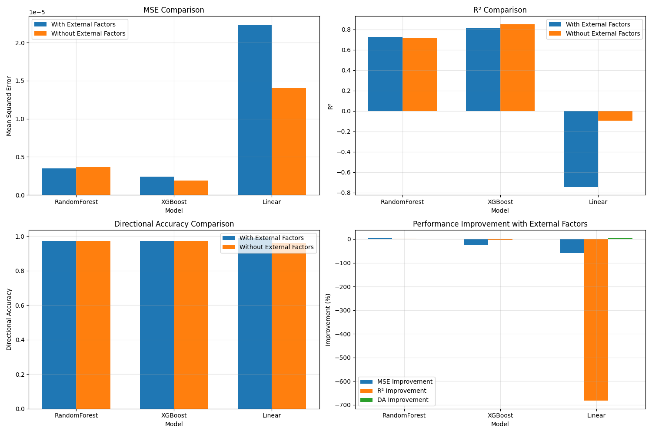 MSE Comparison
1e−5
With External Factors
Without External Factors
2.0
1.5
1.0
0.5
0.0
Mean Squared Error
RandomForest
XGBoost
Linear
Model
R² Comparison
With External Factors
Without External Factors
0.8
0.6
0.4
0.2
0.0
−0.2
−0.4
−0.6
−0.8
R²
RandomForest
XGBoost
Linear
Model
Directional Accuracy Comparison
With External Factors
Without External Factors
1.0
0.8
0.6
0.4
0.2
0.0
Directional Accuracy
RandomForest
XGBoost
Linear
Model
Performance Improvement with External Factors
0
−100
−200
−300
−400
−500
−600
−700
Improvement (%)
MSE Improvement
R² Improvement
DA Improvement
RandomForest
XGBoost
Linear
Model